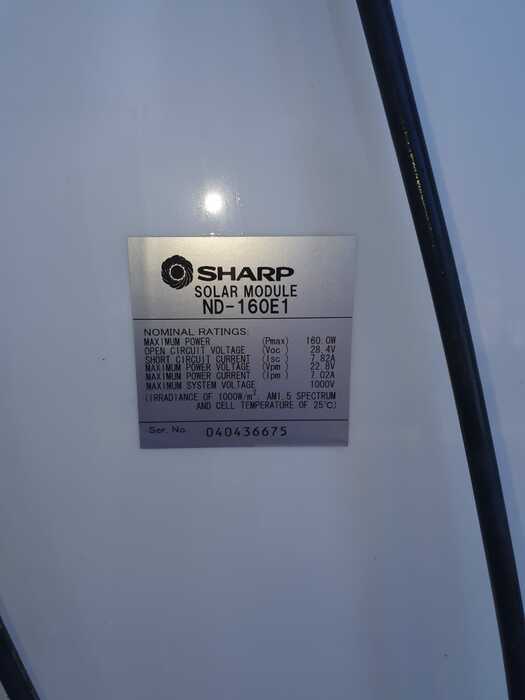 SHARP
SOLAR MODULE
ND-160E1
NOMINAL RATINGS:
MAXIMUM POWER (Pmax) 160.0W
OPEN CIRCUIT VOLTAGE (Voc) 28.4V
SHORT CIRCUIT CURRENT (Isc) 7.82A
MAXIMUM POWER VOLTAGE (Vpm) 22.8V
MAXIMUM POWER CURRENT (Ipm) 7.02A
MAXIMUM SYSTEM VOLTAGE 1000V
(IRRADIANCE OF 1000W/m², AM1.5 SPECTRUM
AND CELL TEMPERATURE OF 25℃)
Ser. No. 040436675